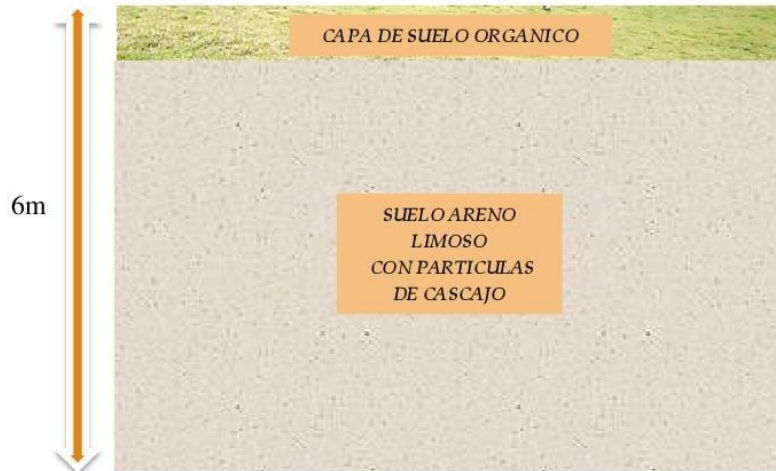 CAPA DE SUELO ORGANICO
6m
SUELO ARENO
LIMOSO
CON PARTICULAS
DE CASCAJO